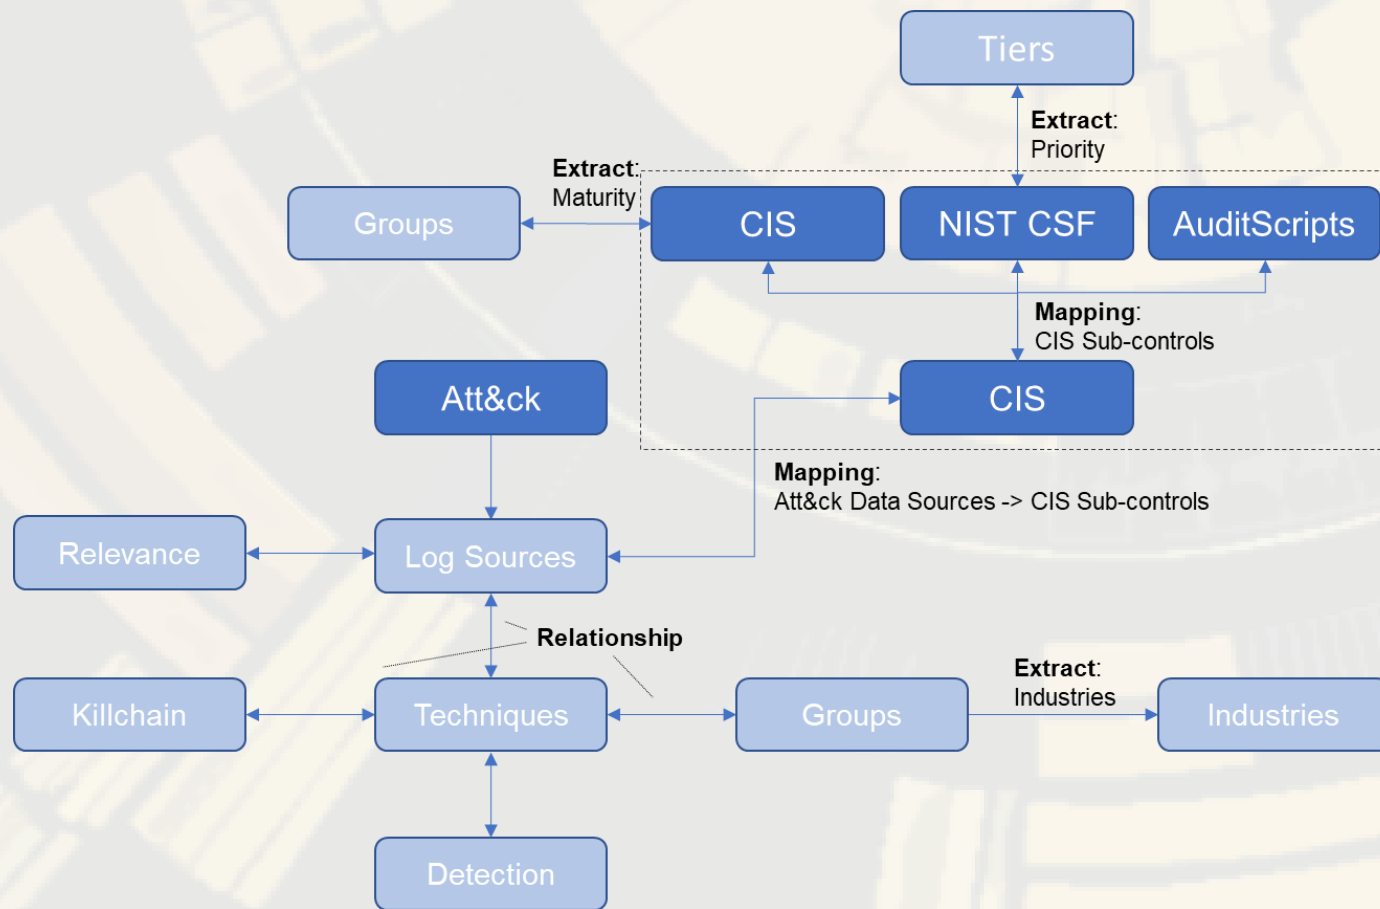 Tiers
Extract:
Priority
Extract:
Maturity
Groups
CIS
NIST CSF
AuditScripts
Mapping:
CIS Sub-controls
Att&ck
CIS
Mapping:
Att&ck Data Sources -> CIS Sub-controls
Relevance
Log Sources
Relationship
Extract:
Industries
Killchain
Techniques
Groups
Industries
Detection